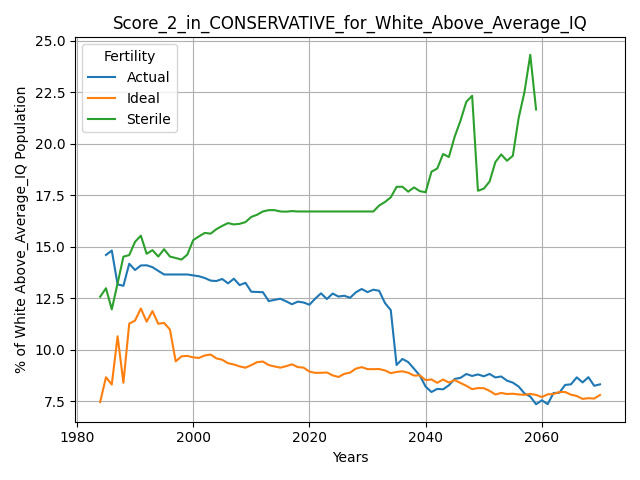 Score_2_in_CONSERVATIVE_for_White_Above_Average_IQ
% of White Above_Average_IQ Population
25.0
22.5
20.0
17.5
15.0
12.5
10.0
7.5
Fertility
Actual
Ideal
Sterile
1980
2000
2020
2040
2060
Years